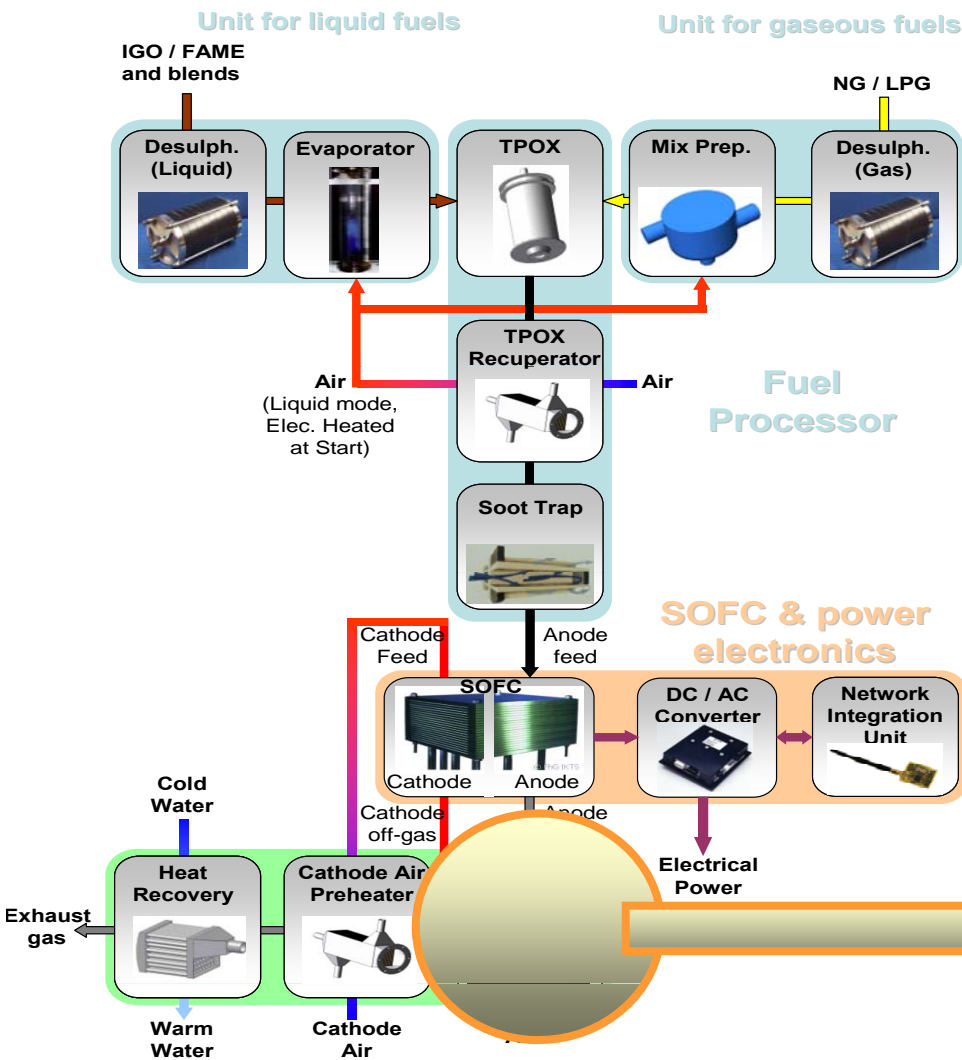 Unit for liquid fuels
Unit for gaseous fuels
IGO / FAME
and blends
NG / LPG
Desulph.
(Liquid)
Evaporator
TPOX
Mix Prep.
Desulph.
(Gas)
TPOX
Recuperator
Air
(Liquid mode,
Elec. Heated
at Start)
Air
Fuel
Processor
Soot Trap
SOFC & power
electronics
Cathode
Feed
Anode
feed
SOFC
Cathode
Anode
DC / AC
Converter
Network
Integration
Unit
Cold
Water
Cathode
off-gas
Anode
Electrical
Power
Heat
Recovery
Cathode Air
Preheater
Exhaust
gas
Warm
Water
Cathode
Air